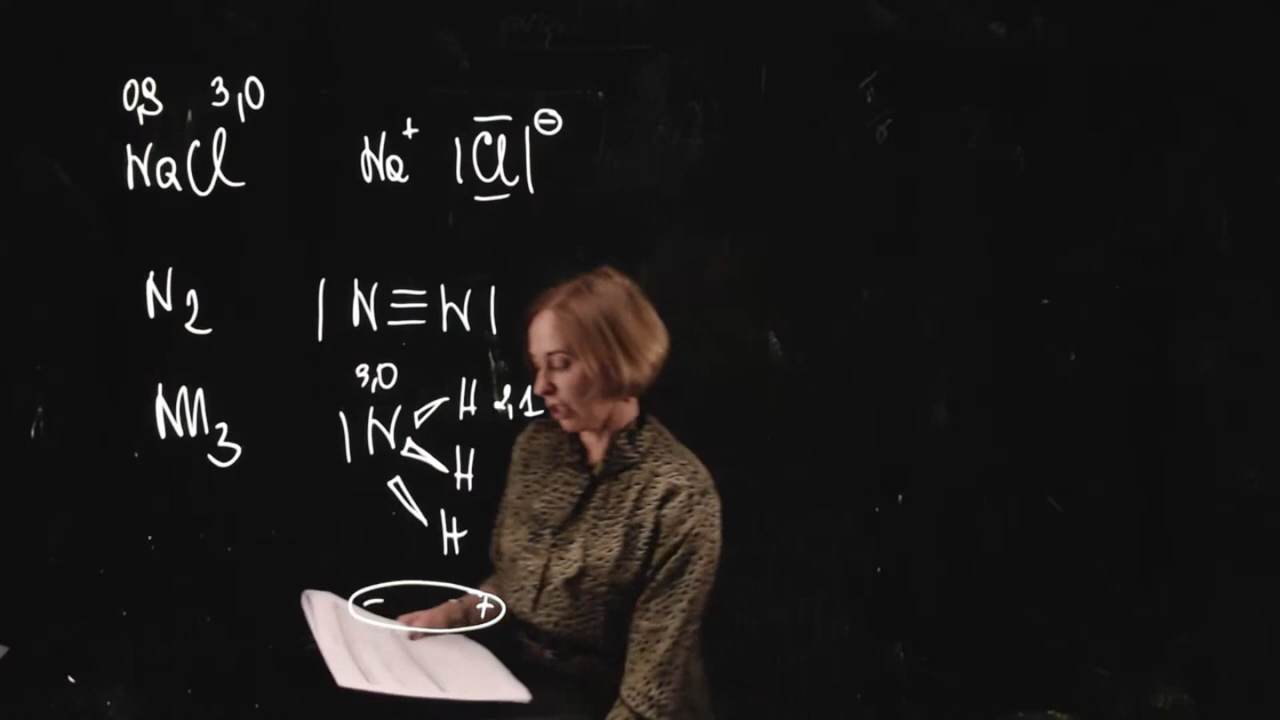 0,9 3,0
NaCl Na⁺ |Cl|⊖
N₂ |N≡N|
3,0
NH₃ |N H 2,1
H
H
− +